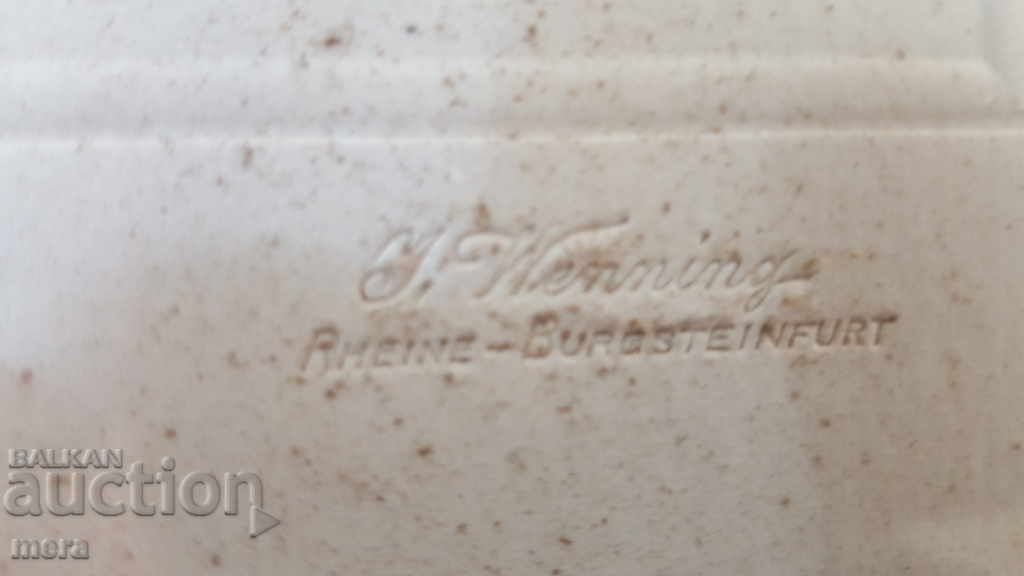 J. Wenning
RHEINE - BURGSTEINFURT
BALKAN
auction
mera